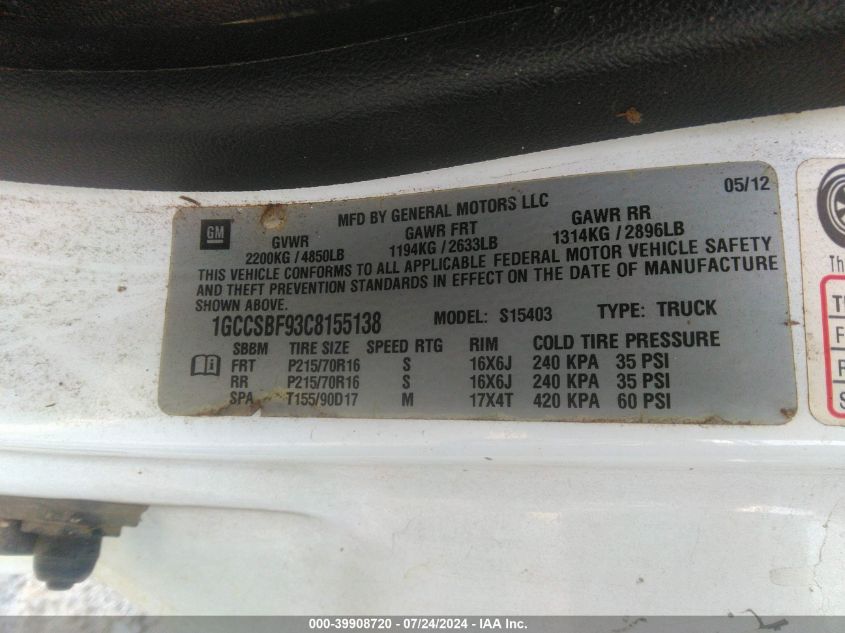 05/12
MFD BY GENERAL MOTORS LLC
GM
GVWR GAWR FRT GAWR RR
2200KG / 4850LB 1194KG / 2633LB 1314KG / 2896LB
THIS VEHICLE CONFORMS TO ALL APPLICABLE FEDERAL MOTOR VEHICLE SAFETY
AND THEFT PREVENTION STANDARDS IN EFFECT ON THE DATE OF MANUFACTURE
SHOWN ABOVE.
1GCCSBF93C8155138 MODEL: S15403 TYPE: TRUCK
SBBM TIRE SIZE SPEED RTG RIM COLD TIRE PRESSURE
FRT P215/70R16 S 16X6J 240 KPA 35 PSI
RR P215/70R16 S 16X6J 240 KPA 35 PSI
SPA T155/90D17 M 17X4T 420 KPA 60 PSI
Th
000-39908720 - 07/24/2024 - IAA Inc.